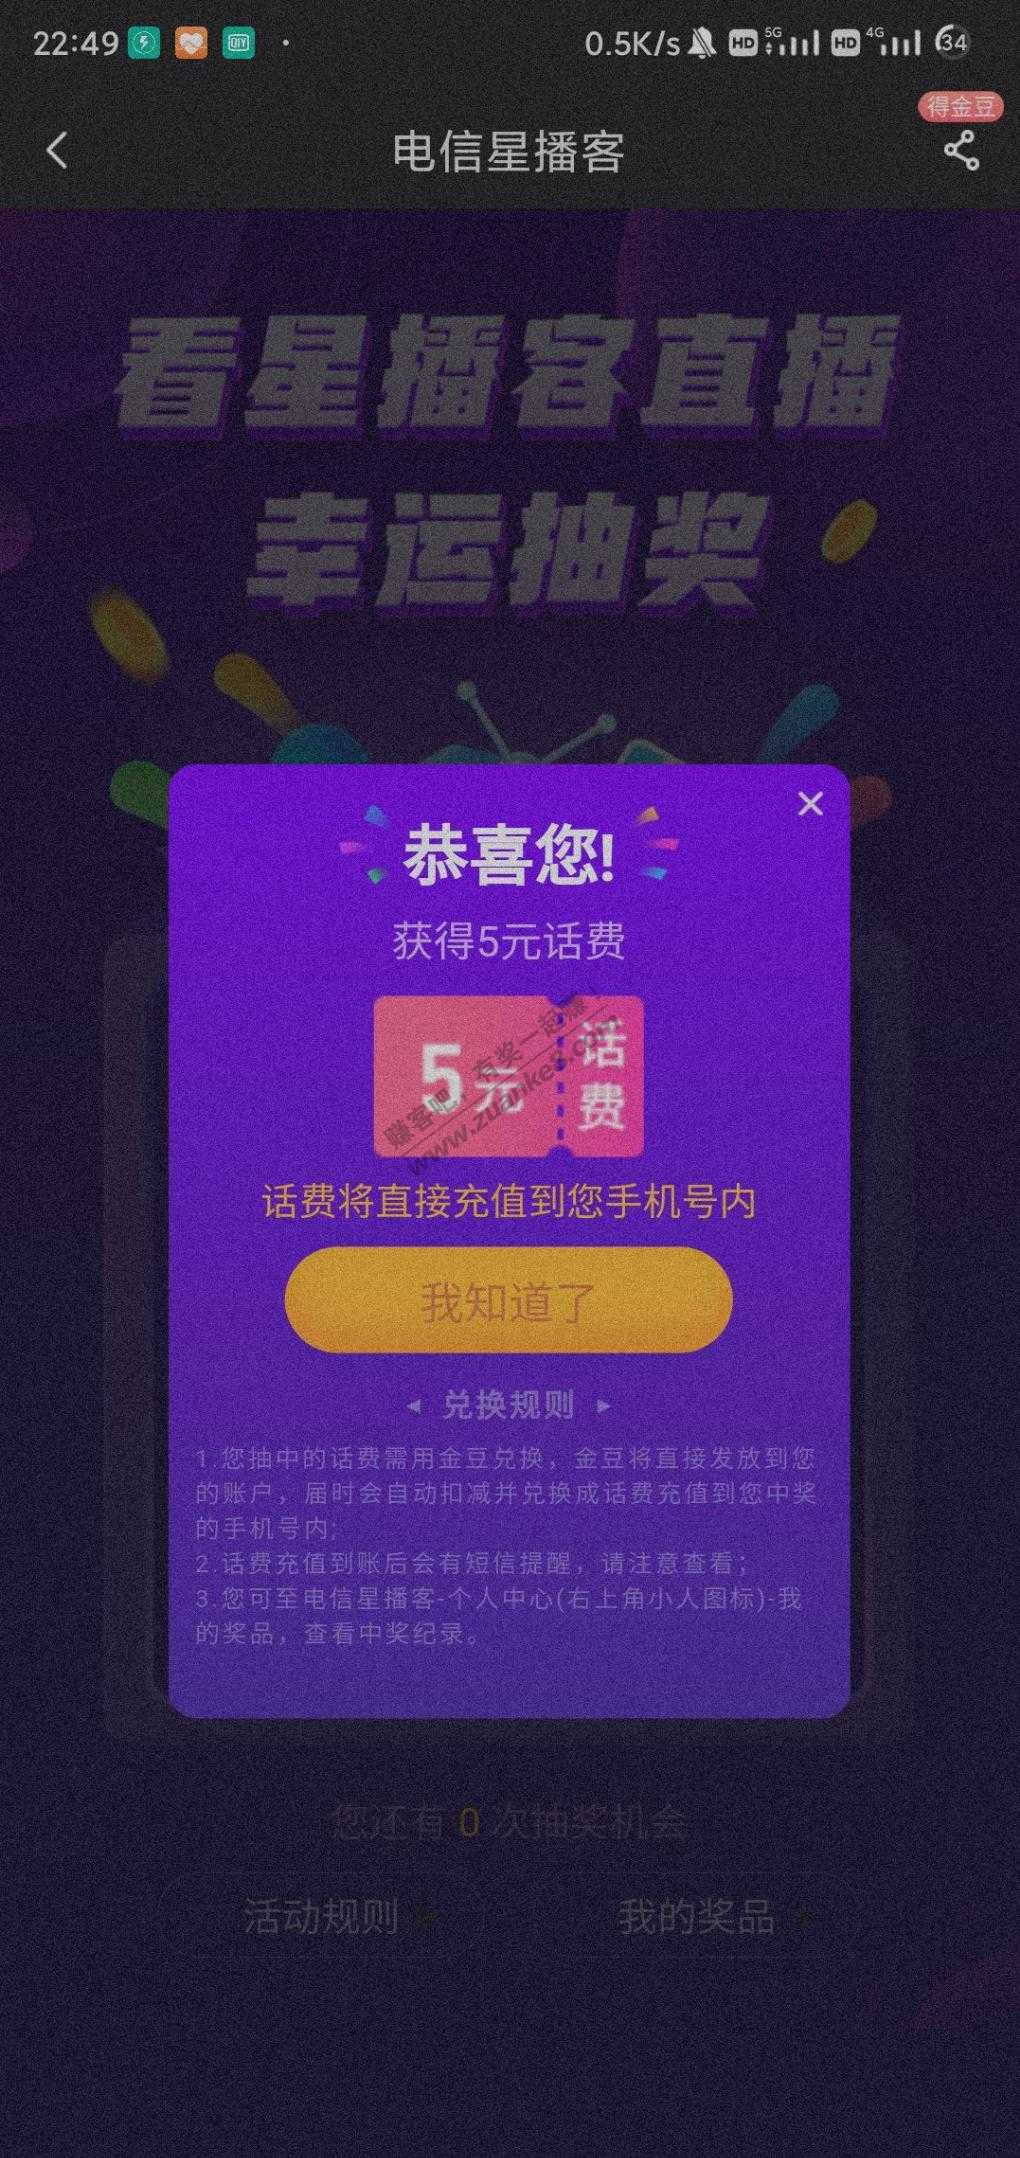 22:49
0.5K/s HD 5G HD 4G 34
得金豆
电信星播客
看星播客直播
幸运抽奖
恭喜您!
获得5元话费
5元
话费
赚客吧，有奖一起赚！
www.zuanke8.com
话费将直接充值到您手机号内
我知道了
兑换规则
1.您抽中的话费需用金豆兑换，金豆将直接发放到您
的账户，届时会自动扣减并兑换成话费充值到您中奖
的手机号内;
2.话费充值到账后会有短信提醒，请注意查看；
3.您可至电信星播客-个人中心(右上角小人图标)-我
的奖品，查看中奖纪录。
您还有 0 次抽奖机会
活动规则
我的奖品